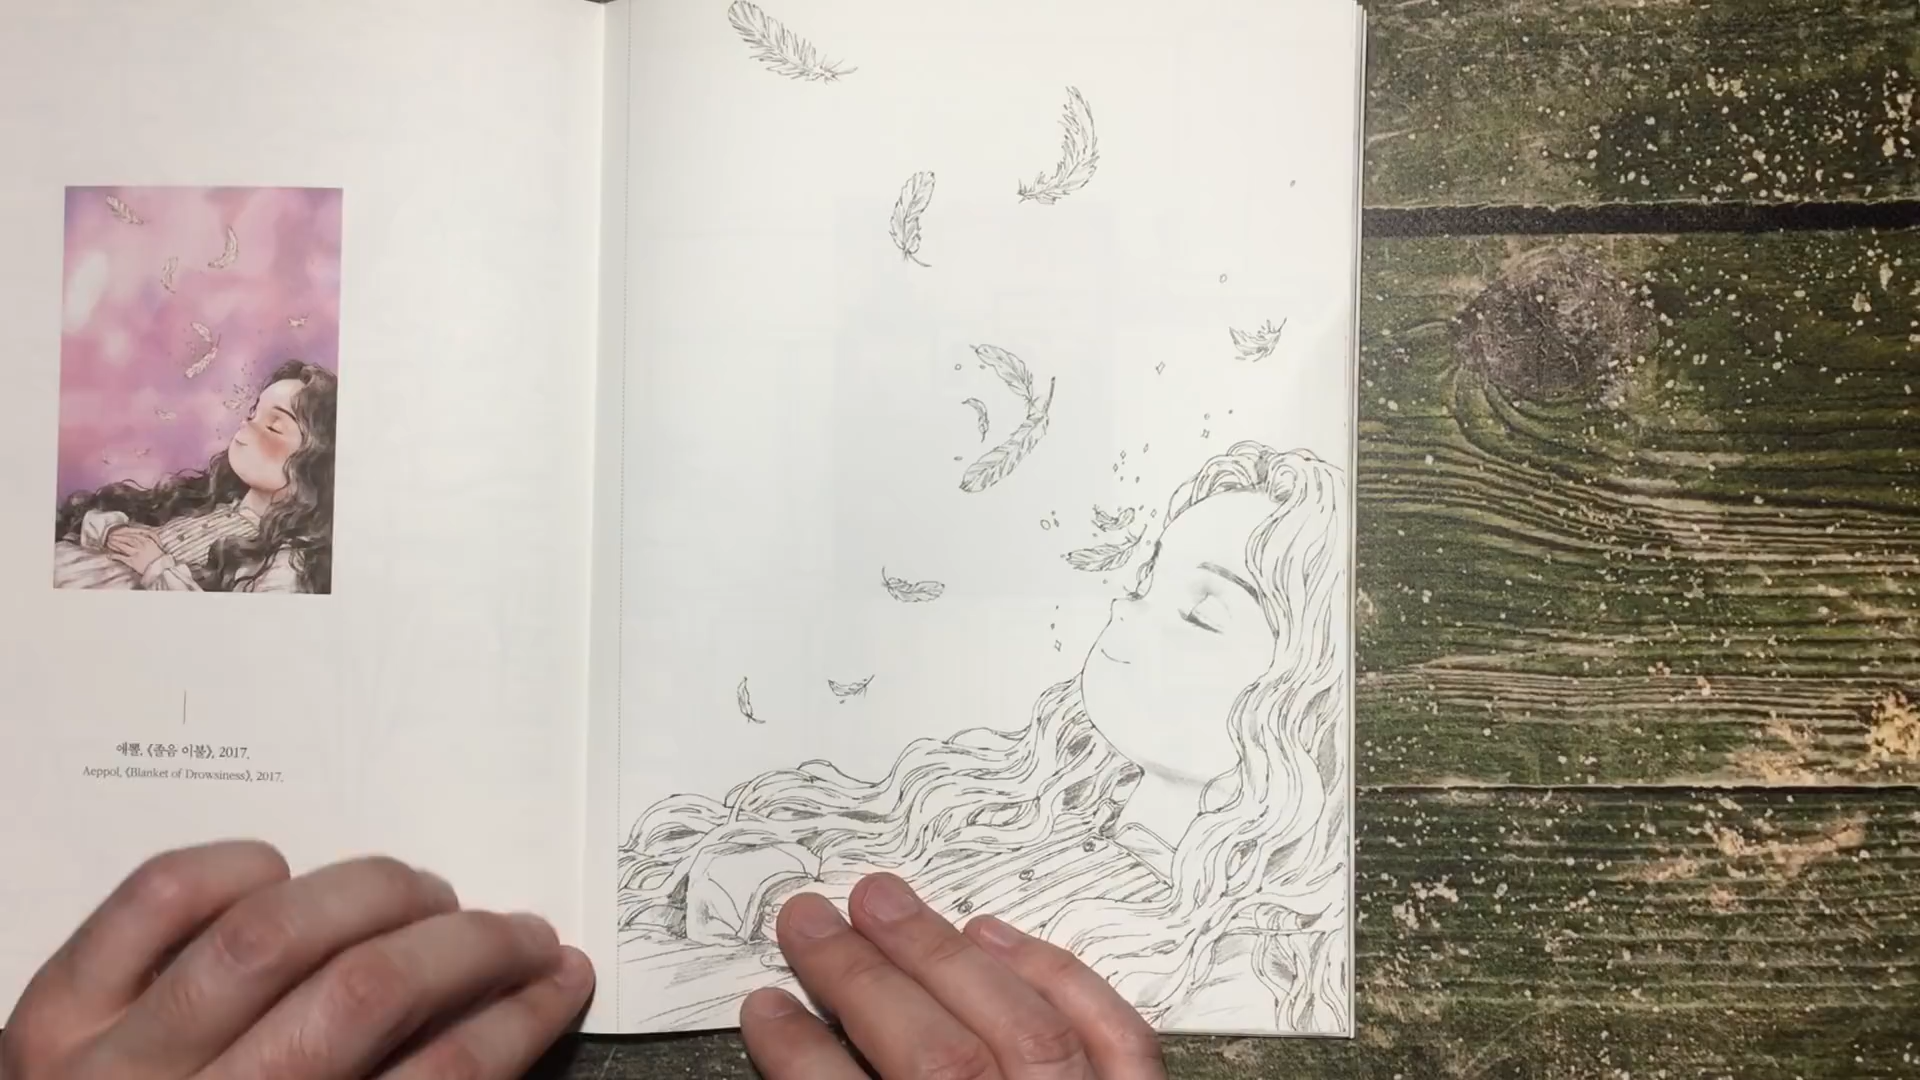 애뽈, 《졸음 이불》, 2017.
Aeppol, 《Blanket of Drowsiness》, 2017.